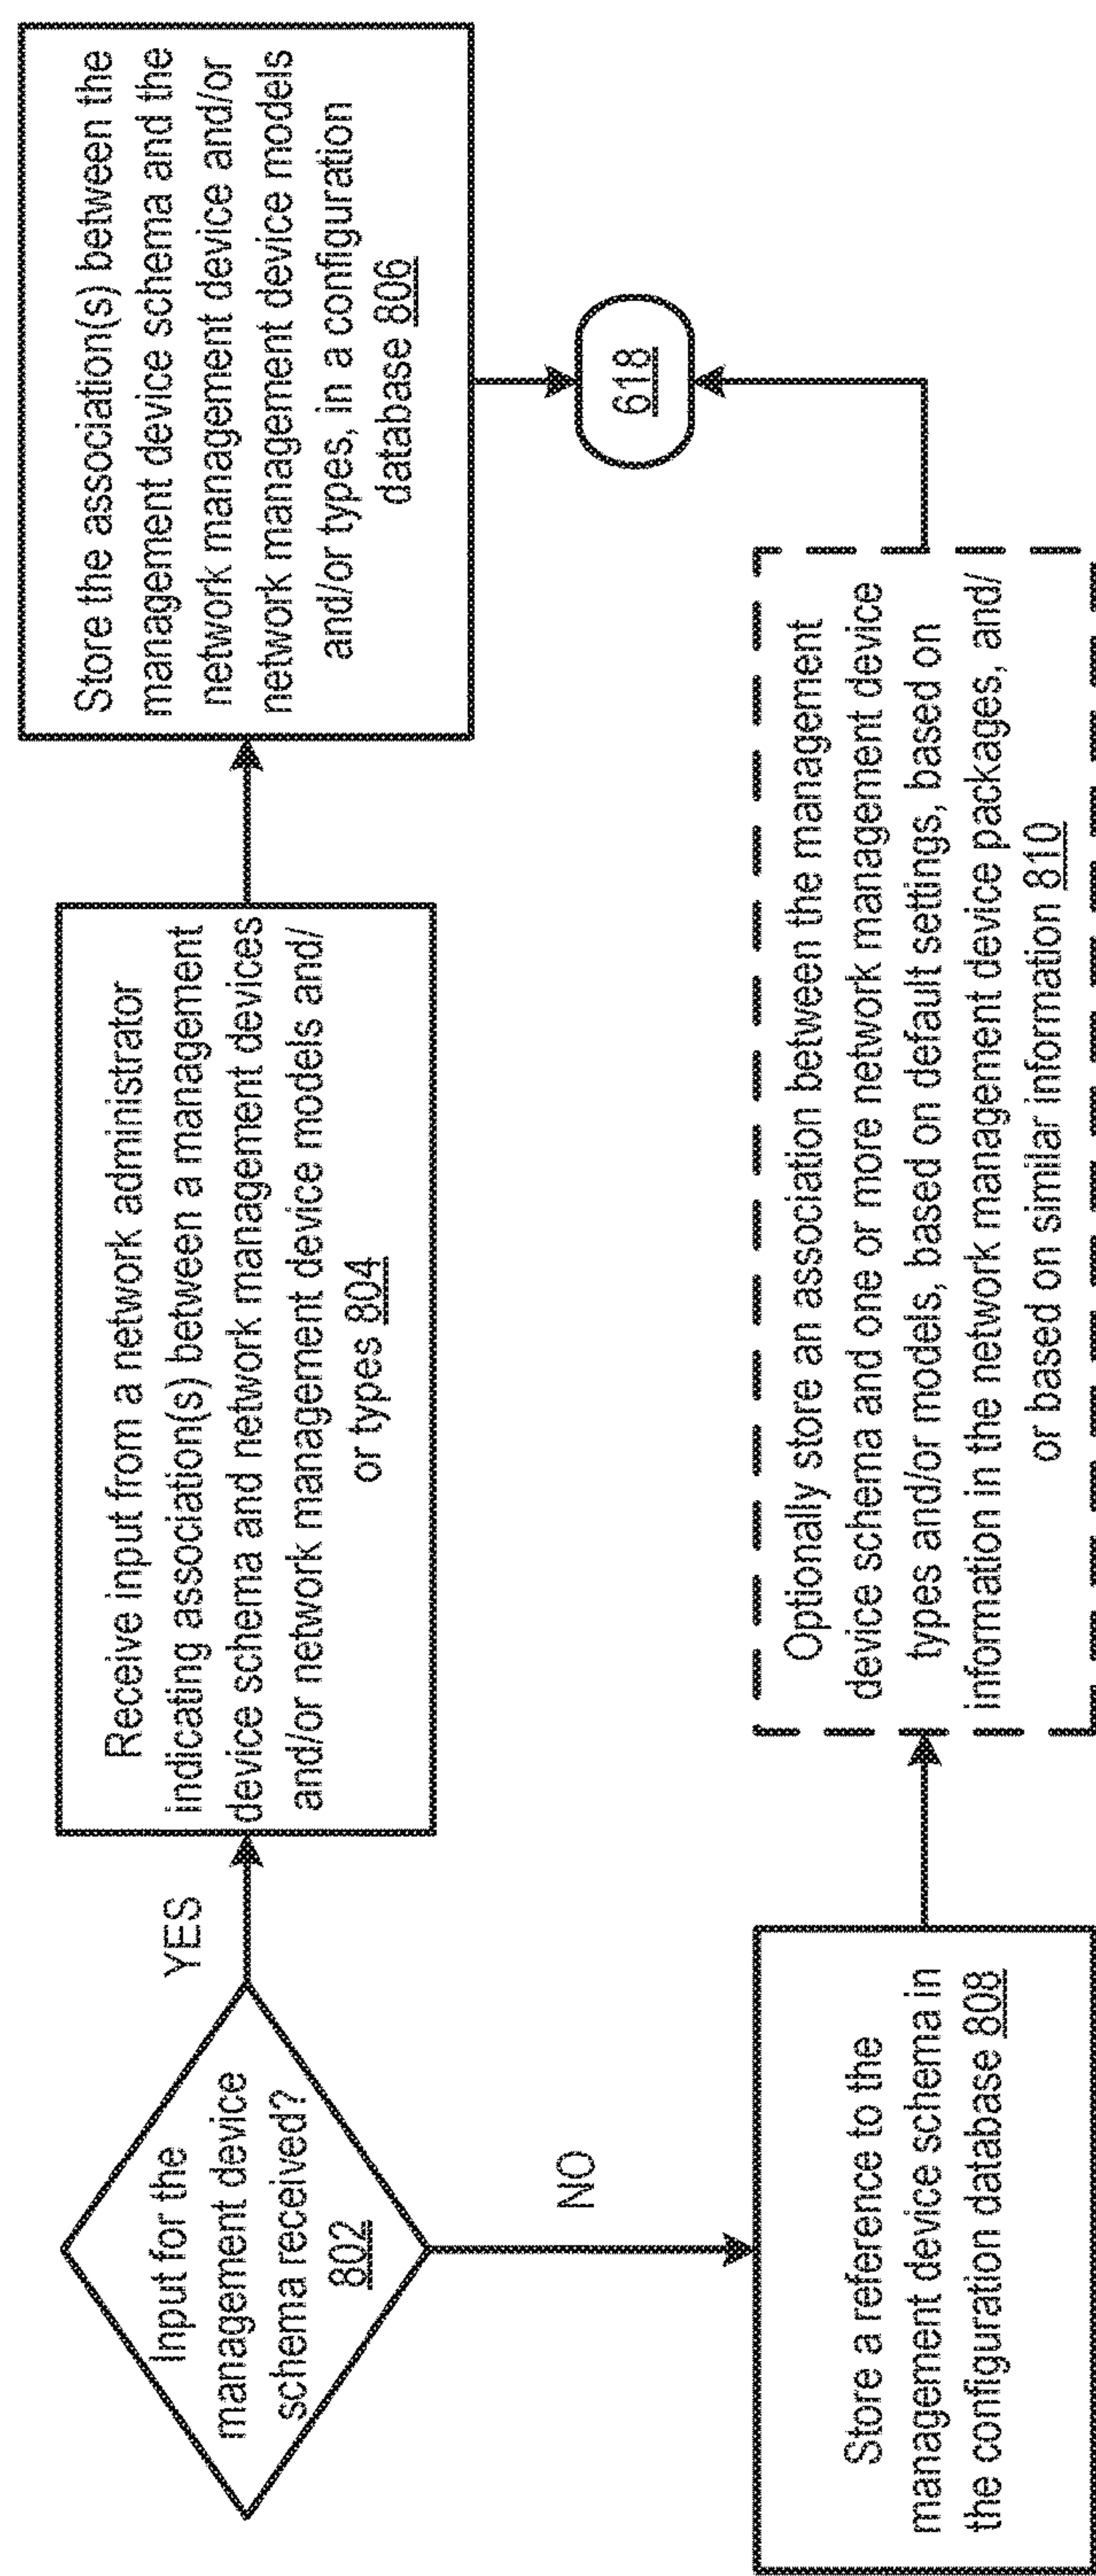 Input for the
management device
schema received?
802
YES
Receive input from a network administrator
indicating association(s) between a management
device schema and network management devices
and/or network management device models and/
or types 804
Store the association(s) between the
management device schema and the
network management device and/or
network management device models
and/or types, in a configuration
database 806
NO
Store a reference to the
management device schema in
the configuration database 808
Optionally store an association between the management
device schema and one or more network management device
types and/or models, based on default settings, based on
information in the network management device packages, and/
or based on similar information 810
618